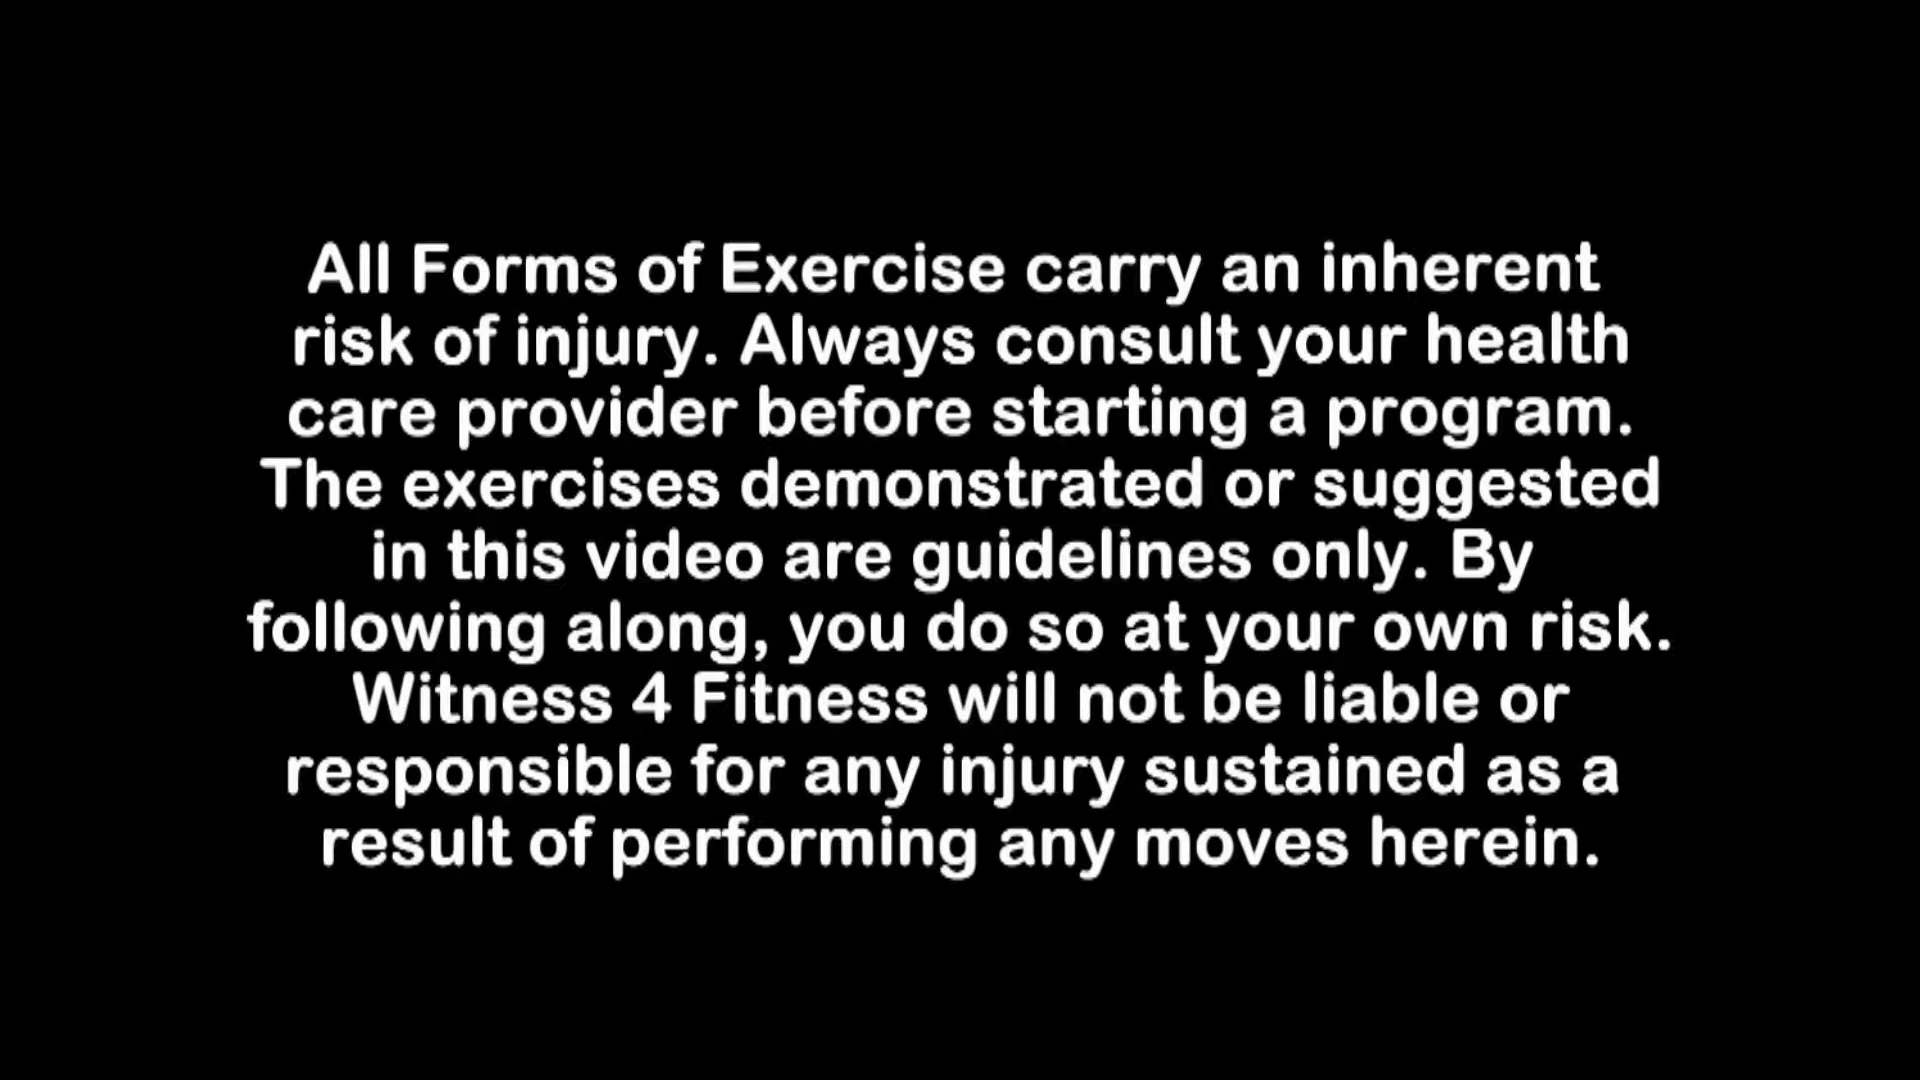 All Forms of Exercise carry an inherent
risk of injury. Always consult your health
care provider before starting a program.
The exercises demonstrated or suggested
in this video are guidelines only. By
following along, you do so at your own risk.
Witness 4 Fitness will not be liable or
responsible for any injury sustained as a
result of performing any moves herein.